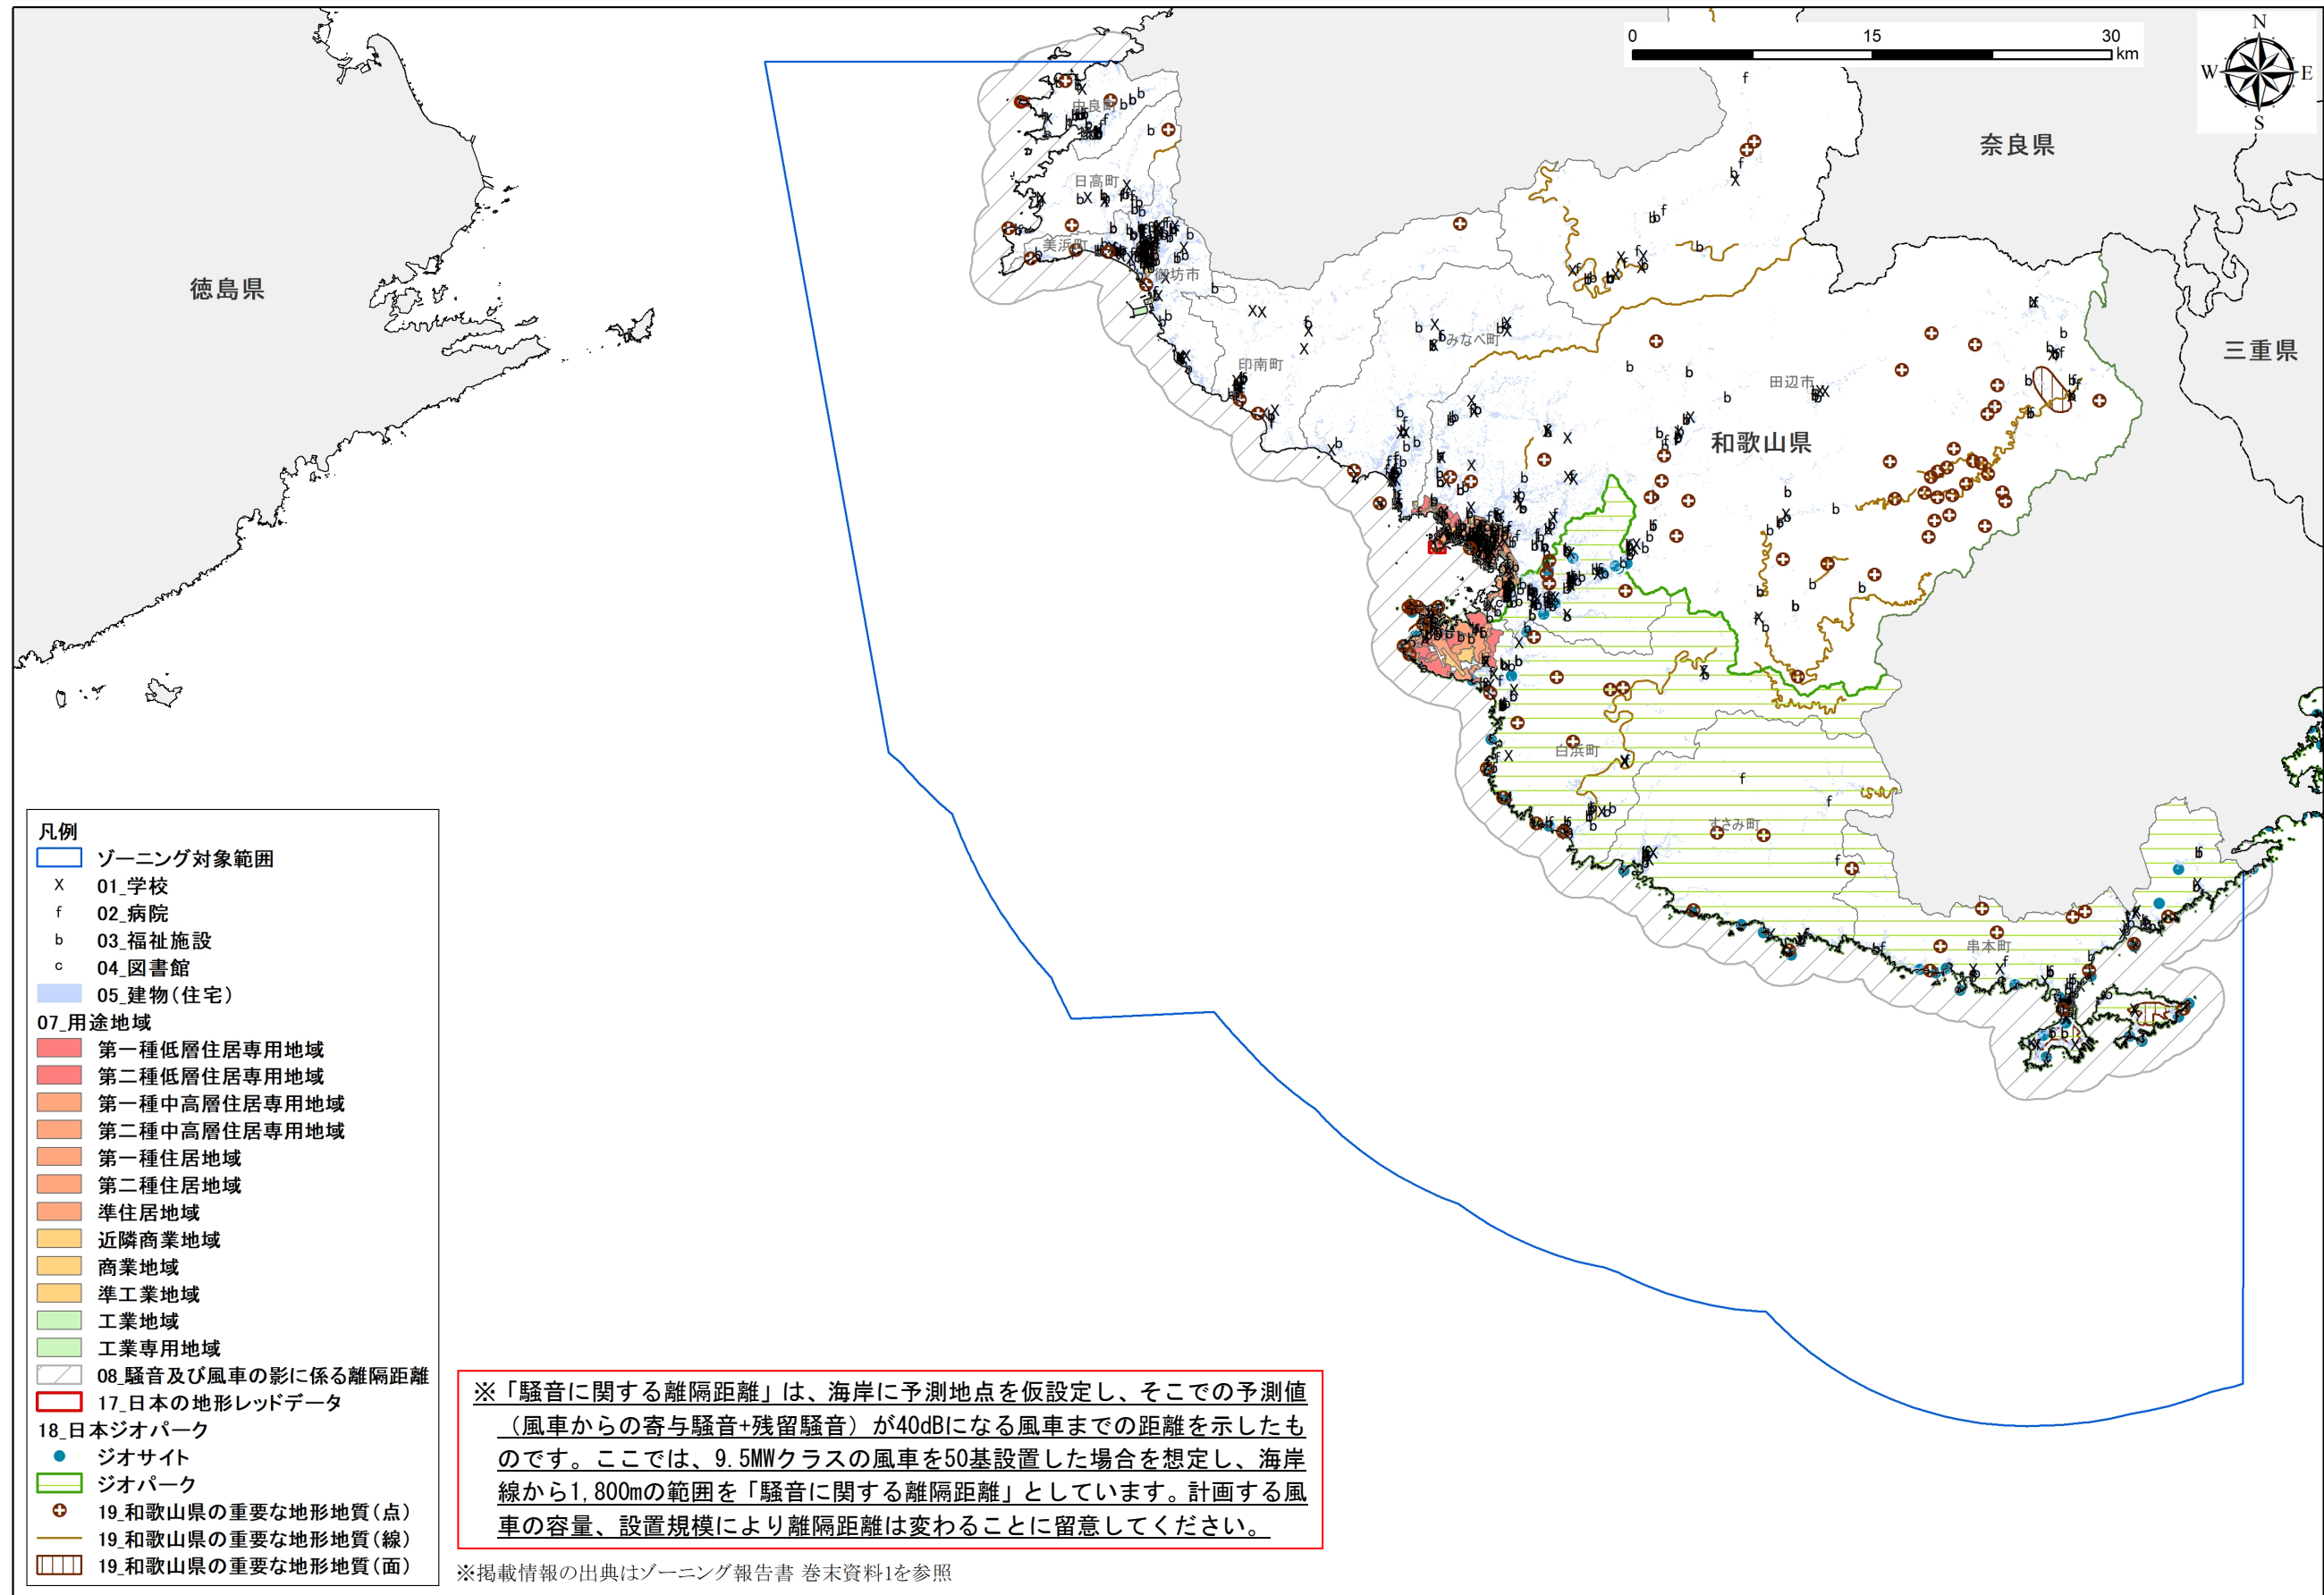 0 15 30
km
N
W E
S
奈良県
徳島県
三重県
和歌山県
由良町
日高町
美浜町
御坊市
印南町
みなべ町
田辺市
白浜町
すさみ町
串本町
凡例
ゾーニング対象範囲
x 01_学校
f 02_病院
b 03_福祉施設
c 04_図書館
05_建物(住宅)
07_用途地域
第一種低層住居専用地域
第二種低層住居専用地域
第一種中高層住居専用地域
第二種中高層住居専用地域
第一種住居地域
第二種住居地域
準住居地域
近隣商業地域
商業地域
準工業地域
工業地域
工業専用地域
08_騒音及び風車の影に係る離隔距離
17_日本の地形レッドデータ
18_日本ジオパーク
ジオサイト
ジオパーク
19_和歌山県の重要な地形地質(点)
19_和歌山県の重要な地形地質(線)
19_和歌山県の重要な地形地質(面)
※「騒音に関する離隔距離」は、海岸に予測地点を仮設定し、そこでの予測値
(風車からの寄与騒音+残留騒音)が40dBになる風車までの距離を示したも
のです。ここでは、9.5MWクラスの風車を50基設置した場合を想定し、海岸
線から1,800mの範囲を「騒音に関する離隔距離」としています。計画する風
車の容量、設置規模により離隔距離は変わることに留意してください。
※掲載情報の出典はゾーニング報告書 巻末資料1を参照